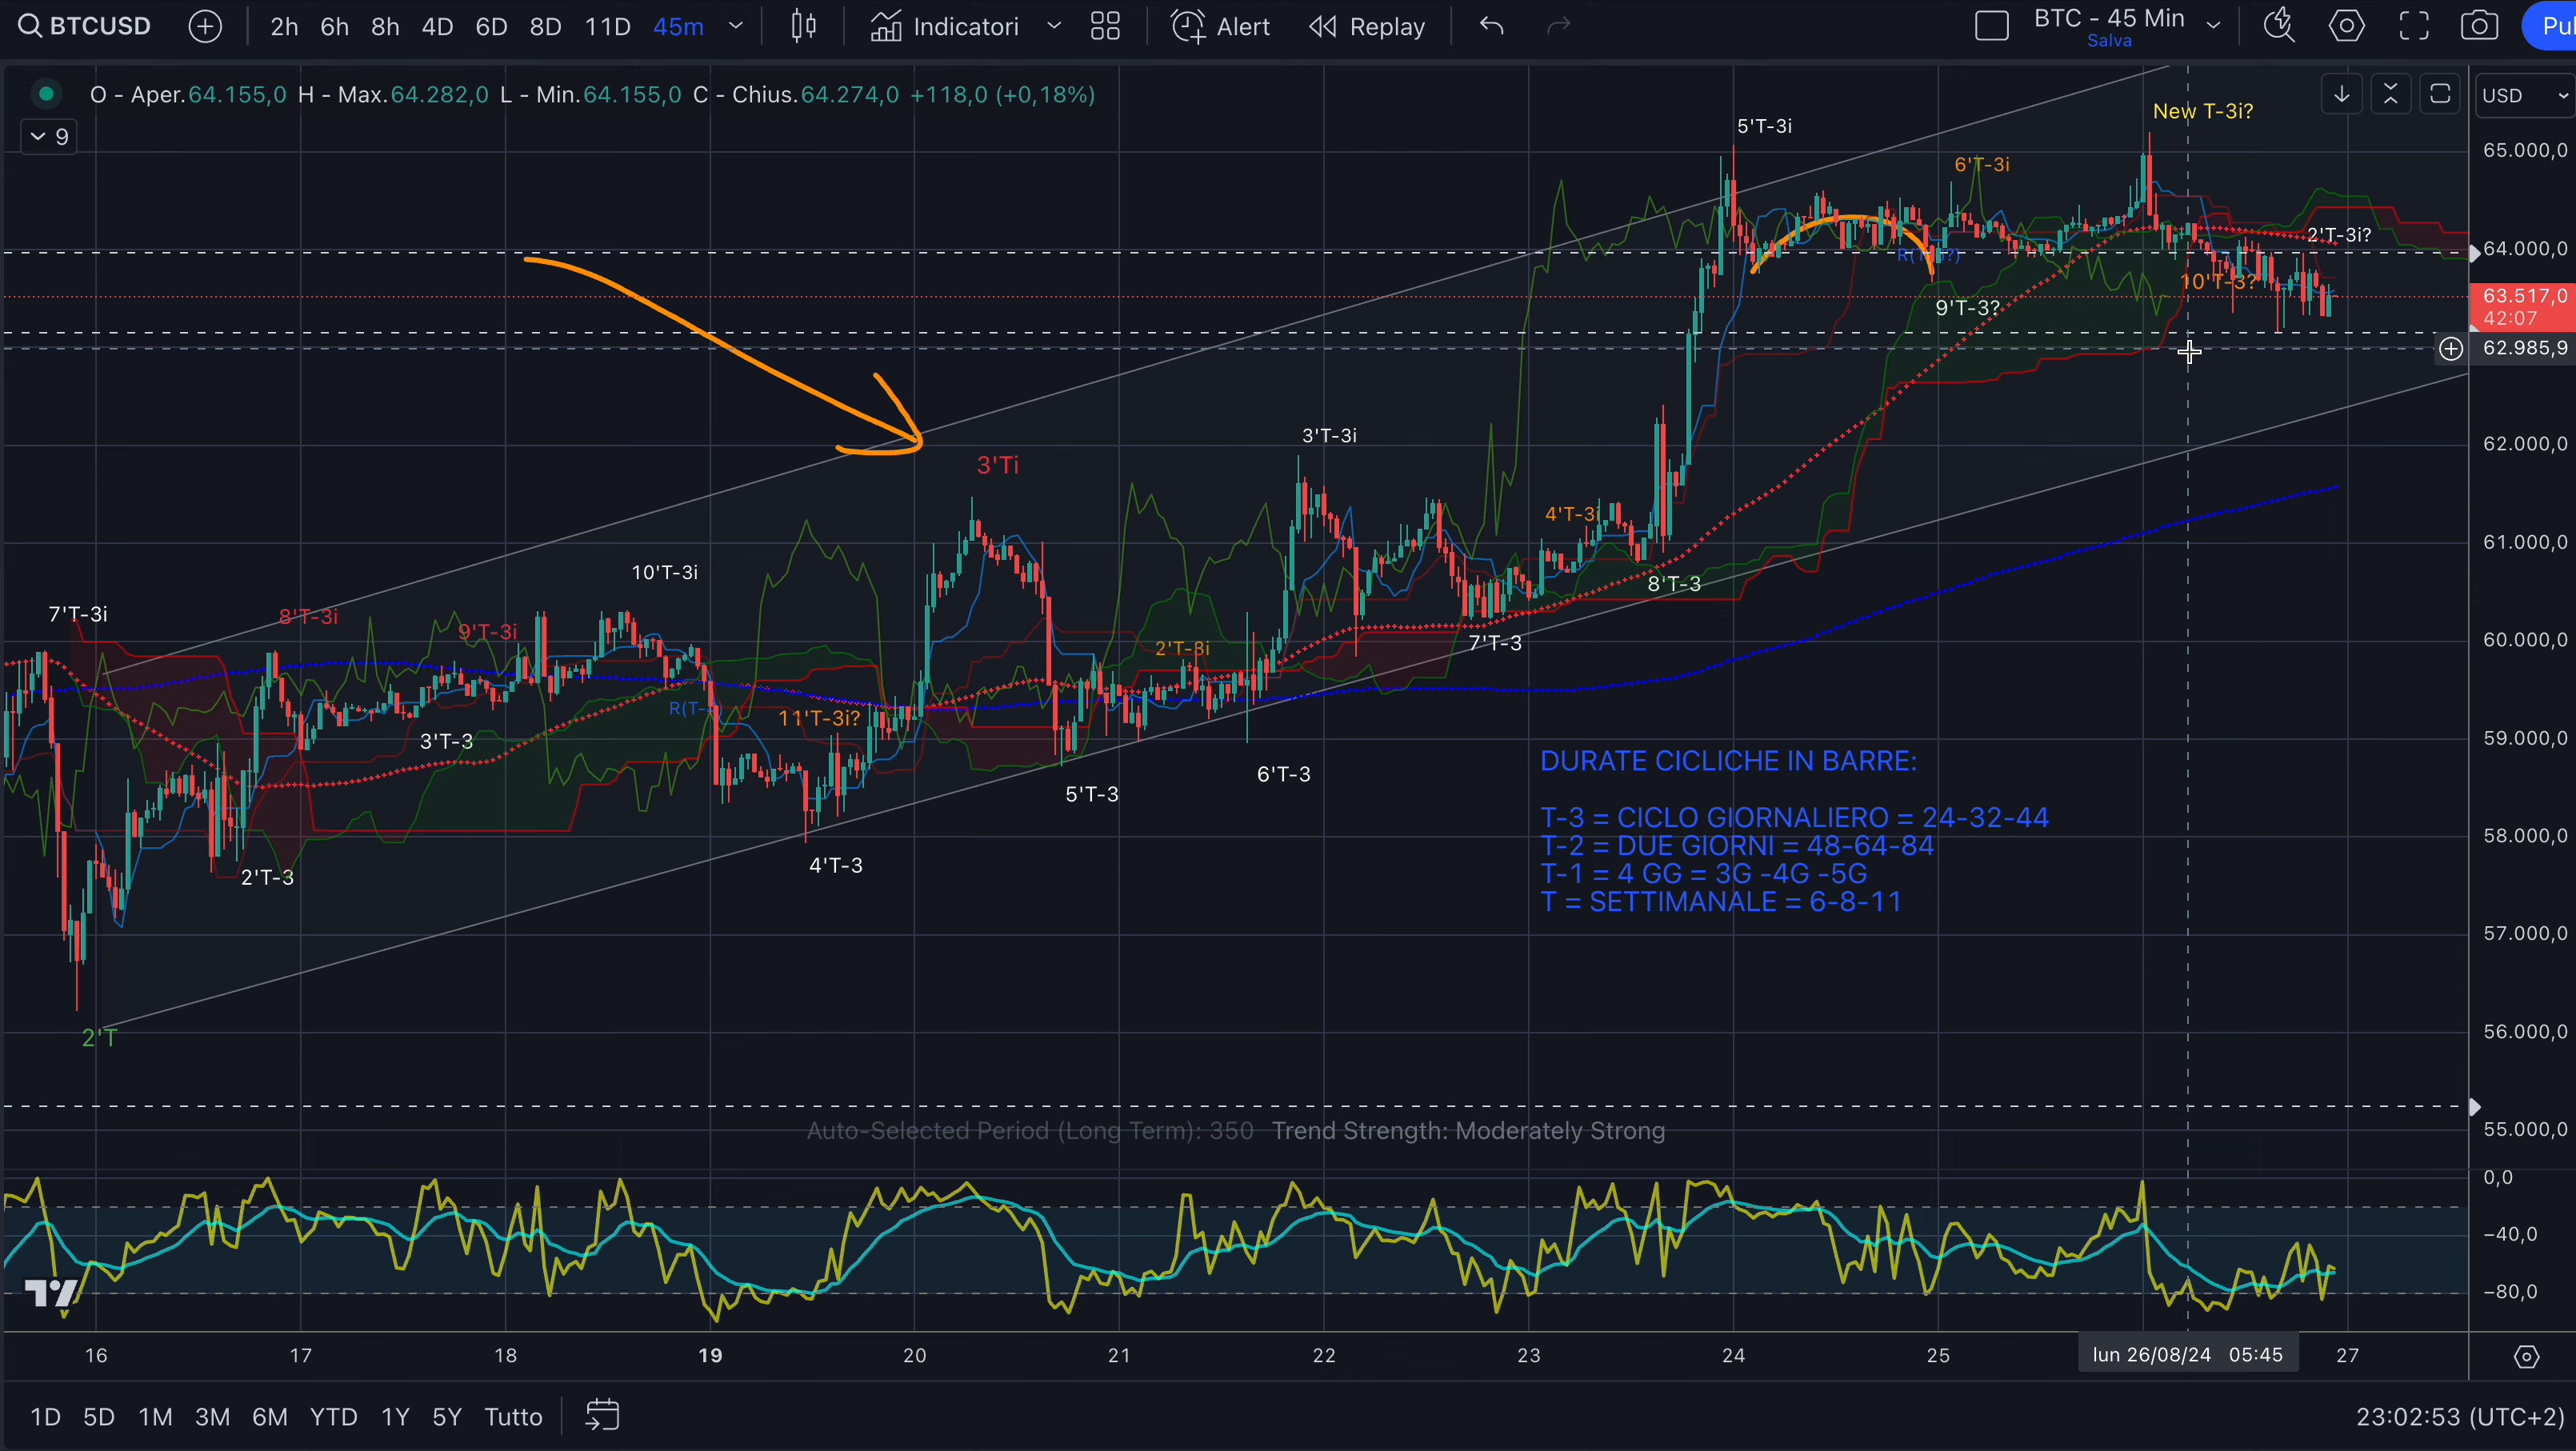 BTCUSD 2h 6h 8h 4D 6D 8D 11D 45m Indicatori Alert Replay BTC - 45 Min
Salva
O - Aper.64.155,0 H - Max.64.282,0 L - Min.64.155,0 C - Chius.64.274,0 +118,0 (+0,18%)
USD
9
New T-3i?
5'T-3i
65.000,0
6'T-3i
2'T-3i?
64.000,0
10'T-3?
63.517,0
9'T-3?
42:07
62.985,9
3'T-3i
62.000,0
3'Ti
4'T-3i
61.000,0
10'T-3i
8'T-3
7'T-3i
8'T-3i
9'T-3i
60.000,0
7'T-3
2'T-3i
11'T-3i?
3'T-3
59.000,0
DURATE CICLICHE IN BARRE:
6'T-3
5'T-3
T-3 = CICLO GIORNALIERO = 24-32-44
58.000,0
T-2 = DUE GIORNI = 48-64-84
4'T-3
T-1 = 4 GG = 3G -4G -5G
2'T-3
T = SETTIMANALE = 6-8-11
57.000,0
2'T
56.000,0
Auto-Selected Period (Long Term): 350 Trend Strength: Moderately Strong
55.000,0
0,0
−40,0
−80,0
16 17 18 19 20 21 22 23 24 25 lun 26/08/24 05:45 27
1D 5D 1M 3M 6M YTD 1Y 5Y Tutto 23:02:53 (UTC+2)